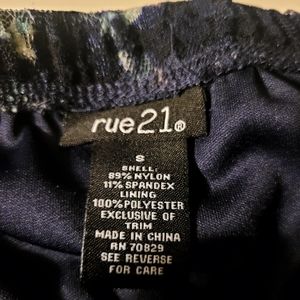 rue21®
S
SHELL:
89% NYLON
11% SPANDEX
LINING
100% POLYESTER
EXCLUSIVE OF
TRIM
MADE IN CHINA
RN 70829
SEE REVERSE
FOR CARE